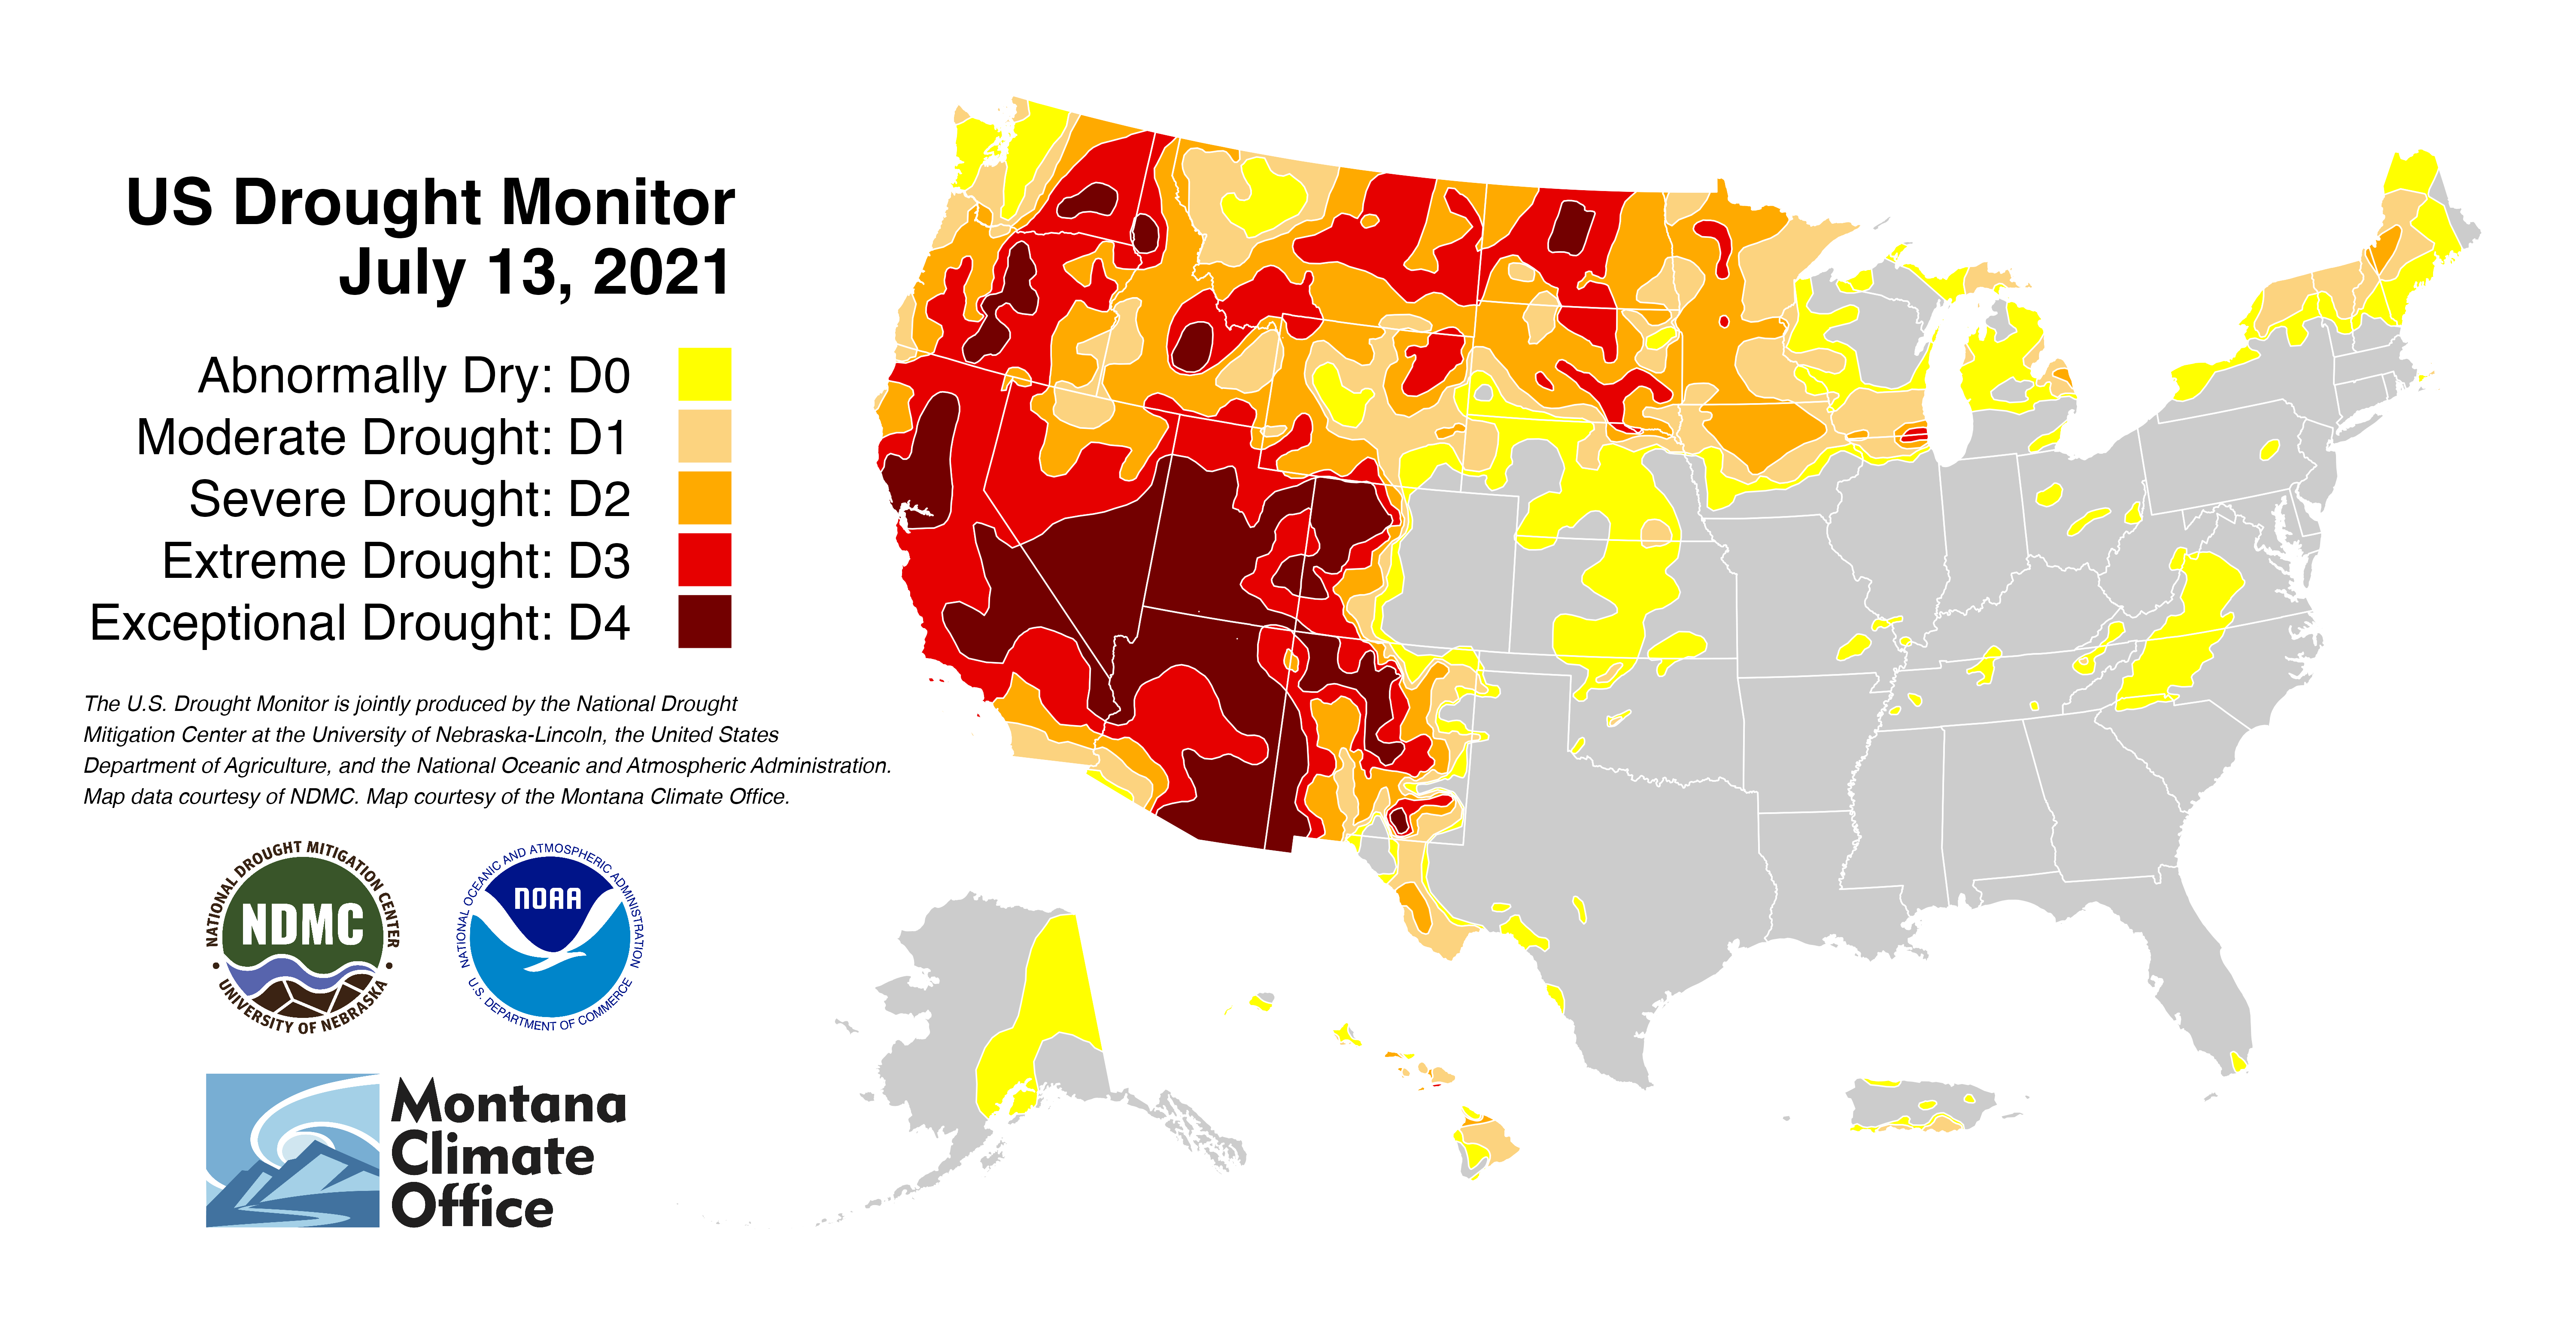 US Drought Monitor
July 13, 2021
Abnormally Dry: D0
Moderate Drought: D1
Severe Drought: D2
Extreme Drought: D3
Exceptional Drought: D4
The U.S. Drought Monitor is jointly produced by the National Drought
Mitigation Center at the University of Nebraska-Lincoln, the United States
Department of Agriculture, and the National Oceanic and Atmospheric Administration.
Map data courtesy of NDMC. Map courtesy of the Montana Climate Office.
NATIONAL DROUGHT MITIGATION CENTER
NDMC
• UNIVERSITY OF NEBRASKA •
NATIONAL OCEANIC AND ATMOSPHERIC ADMINISTRATION
NOAA
U.S. DEPARTMENT OF COMMERCE
Montana
Climate
Office